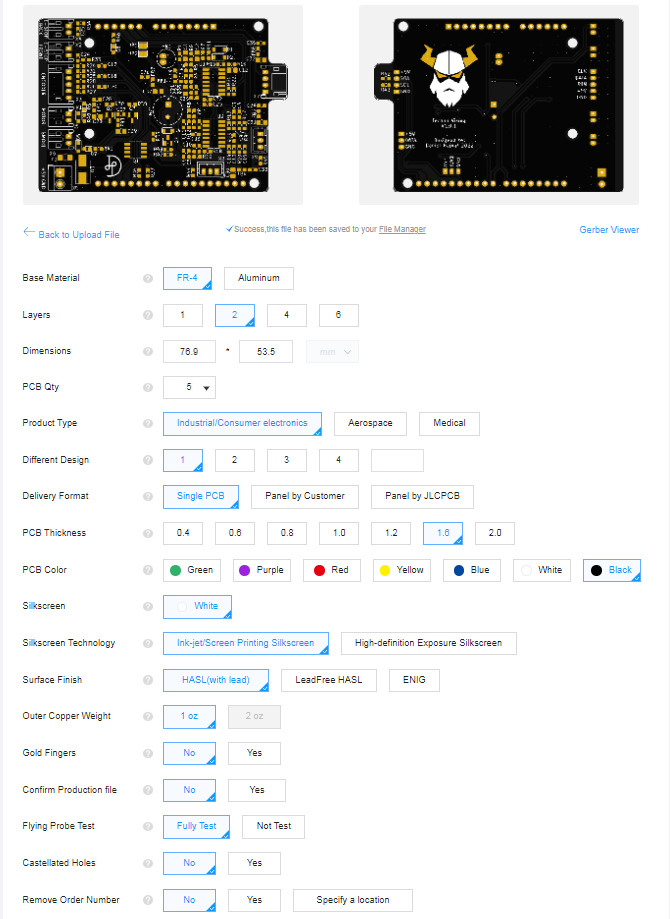 Back to Upload File
Success,this file has been saved to your File Manager
Gerber Viewer
Base Material FR-4 Aluminum
Layers 1 2 4 6
Dimensions 76.9 * 53.5 mm
PCB Qty 5
Product Type Industrial/Consumer electronics Aerospace Medical
Different Design 1 2 3 4
Delivery Format Single PCB Panel by Customer Panel by JLCPCB
PCB Thickness 0.4 0.6 0.8 1.0 1.2 1.6 2.0
PCB Color Green Purple Red Yellow Blue White Black
Silkscreen White
Silkscreen Technology Ink-jet/Screen Printing Silkscreen High-definition Exposure Silkscreen
Surface Finish HASL(with lead) LeadFree HASL ENIG
Outer Copper Weight 1 oz 2 oz
Gold Fingers No Yes
Confirm Production file No Yes
Flying Probe Test Fully Test Not Test
Castellated Holes No Yes
Remove Order Number No Yes Specify a location